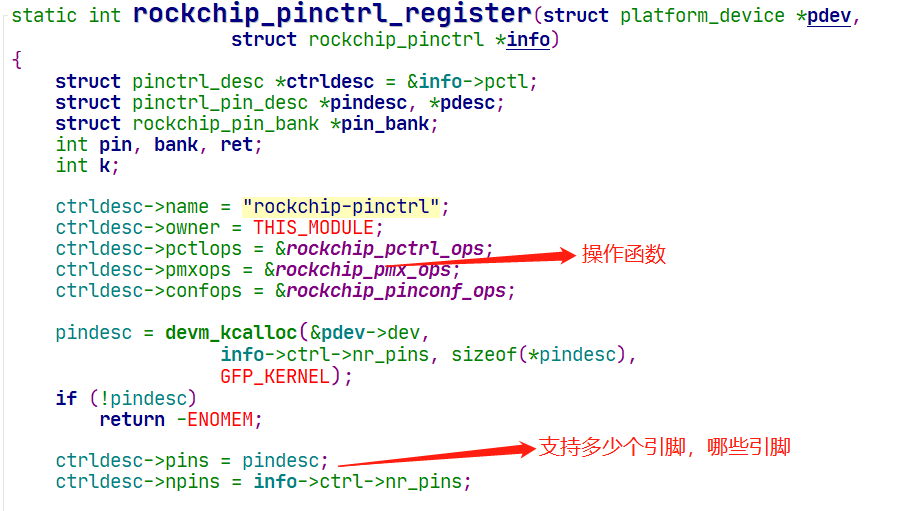 static int rockchip_pinctrl_register(struct platform_device *pdev,
struct rockchip_pinctrl *info)
{
struct pinctrl_desc *ctrldesc = &info->pctl;
struct pinctrl_pin_desc *pindesc, *pdesc;
struct rockchip_pin_bank *pin_bank;
int pin, bank, ret;
int k;
ctrldesc->name = "rockchip-pinctrl";
ctrldesc->owner = THIS_MODULE;
ctrldesc->pctlops = &rockchip_pctrl_ops;
操作函数
ctrldesc->pmxops = &rockchip_pmx_ops;
ctrldesc->confops = &rockchip_pinconf_ops;
pindesc = devm_kcalloc(&pdev->dev,
info->ctrl->nr_pins, sizeof(*pindesc),
GFP_KERNEL);
if (!pindesc)
return -ENOMEM;
支持多少个引脚，哪些引脚
ctrldesc->pins = pindesc;
ctrldesc->npins = info->ctrl->nr_pins;